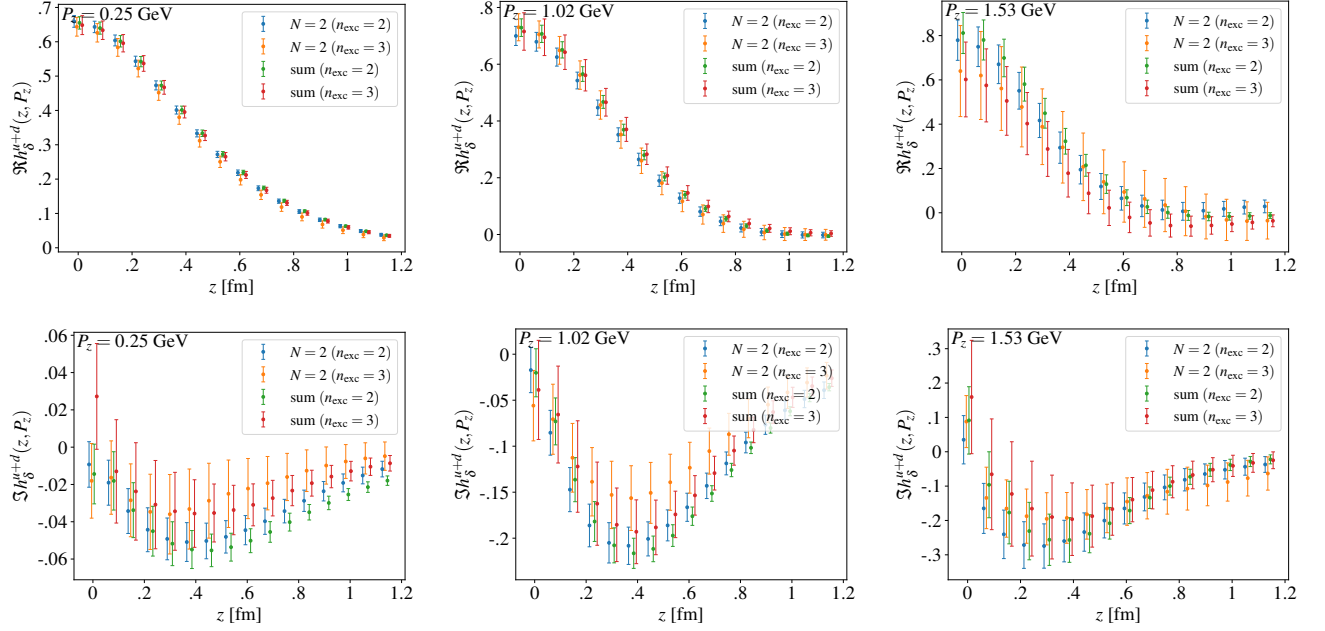 P_z = 0.25 GeV
N = 2 (n_exc = 2)
N = 2 (n_exc = 3)
sum (n_exc = 2)
sum (n_exc = 3)
ℜh_δ^{u+d}(z, P_z)
.7
.6
.5
.4
.3
.2
.1
0
0 .2 .4 .6 .8 1 1.2
z [fm]
P_z = 1.02 GeV
N = 2 (n_exc = 2)
N = 2 (n_exc = 3)
sum (n_exc = 2)
sum (n_exc = 3)
ℜh_δ^{u+d}(z, P_z)
.8
.6
.4
.2
0
0 .2 .4 .6 .8 1 1.2
z [fm]
P_z = 1.53 GeV
N = 2 (n_exc = 2)
N = 2 (n_exc = 3)
sum (n_exc = 2)
sum (n_exc = 3)
ℜh_δ^{u+d}(z, P_z)
.8
.6
.4
.2
0
0 .2 .4 .6 .8 1 1.2
z [fm]
P_z = 0.25 GeV
N = 2 (n_exc = 2)
N = 2 (n_exc = 3)
sum (n_exc = 2)
sum (n_exc = 3)
ℑh_δ^{u+d}(z, P_z)
.06
.04
.02
0
-.02
-.04
-.06
0 .2 .4 .6 .8 1 1.2
z [fm]
P_z = 1.02 GeV
N = 2 (n_exc = 2)
N = 2 (n_exc = 3)
sum (n_exc = 2)
sum (n_exc = 3)
ℑh_δ^{u+d}(z, P_z)
0
-.05
-.1
-.15
-.2
0 .2 .4 .6 .8 1 1.2
z [fm]
P_z = 1.53 GeV
N = 2 (n_exc = 2)
N = 2 (n_exc = 3)
sum (n_exc = 2)
sum (n_exc = 3)
ℑh_δ^{u+d}(z, P_z)
.3
.2
.1
0
-.1
-.2
-.3
0 .2 .4 .6 .8 1 1.2
z [fm]